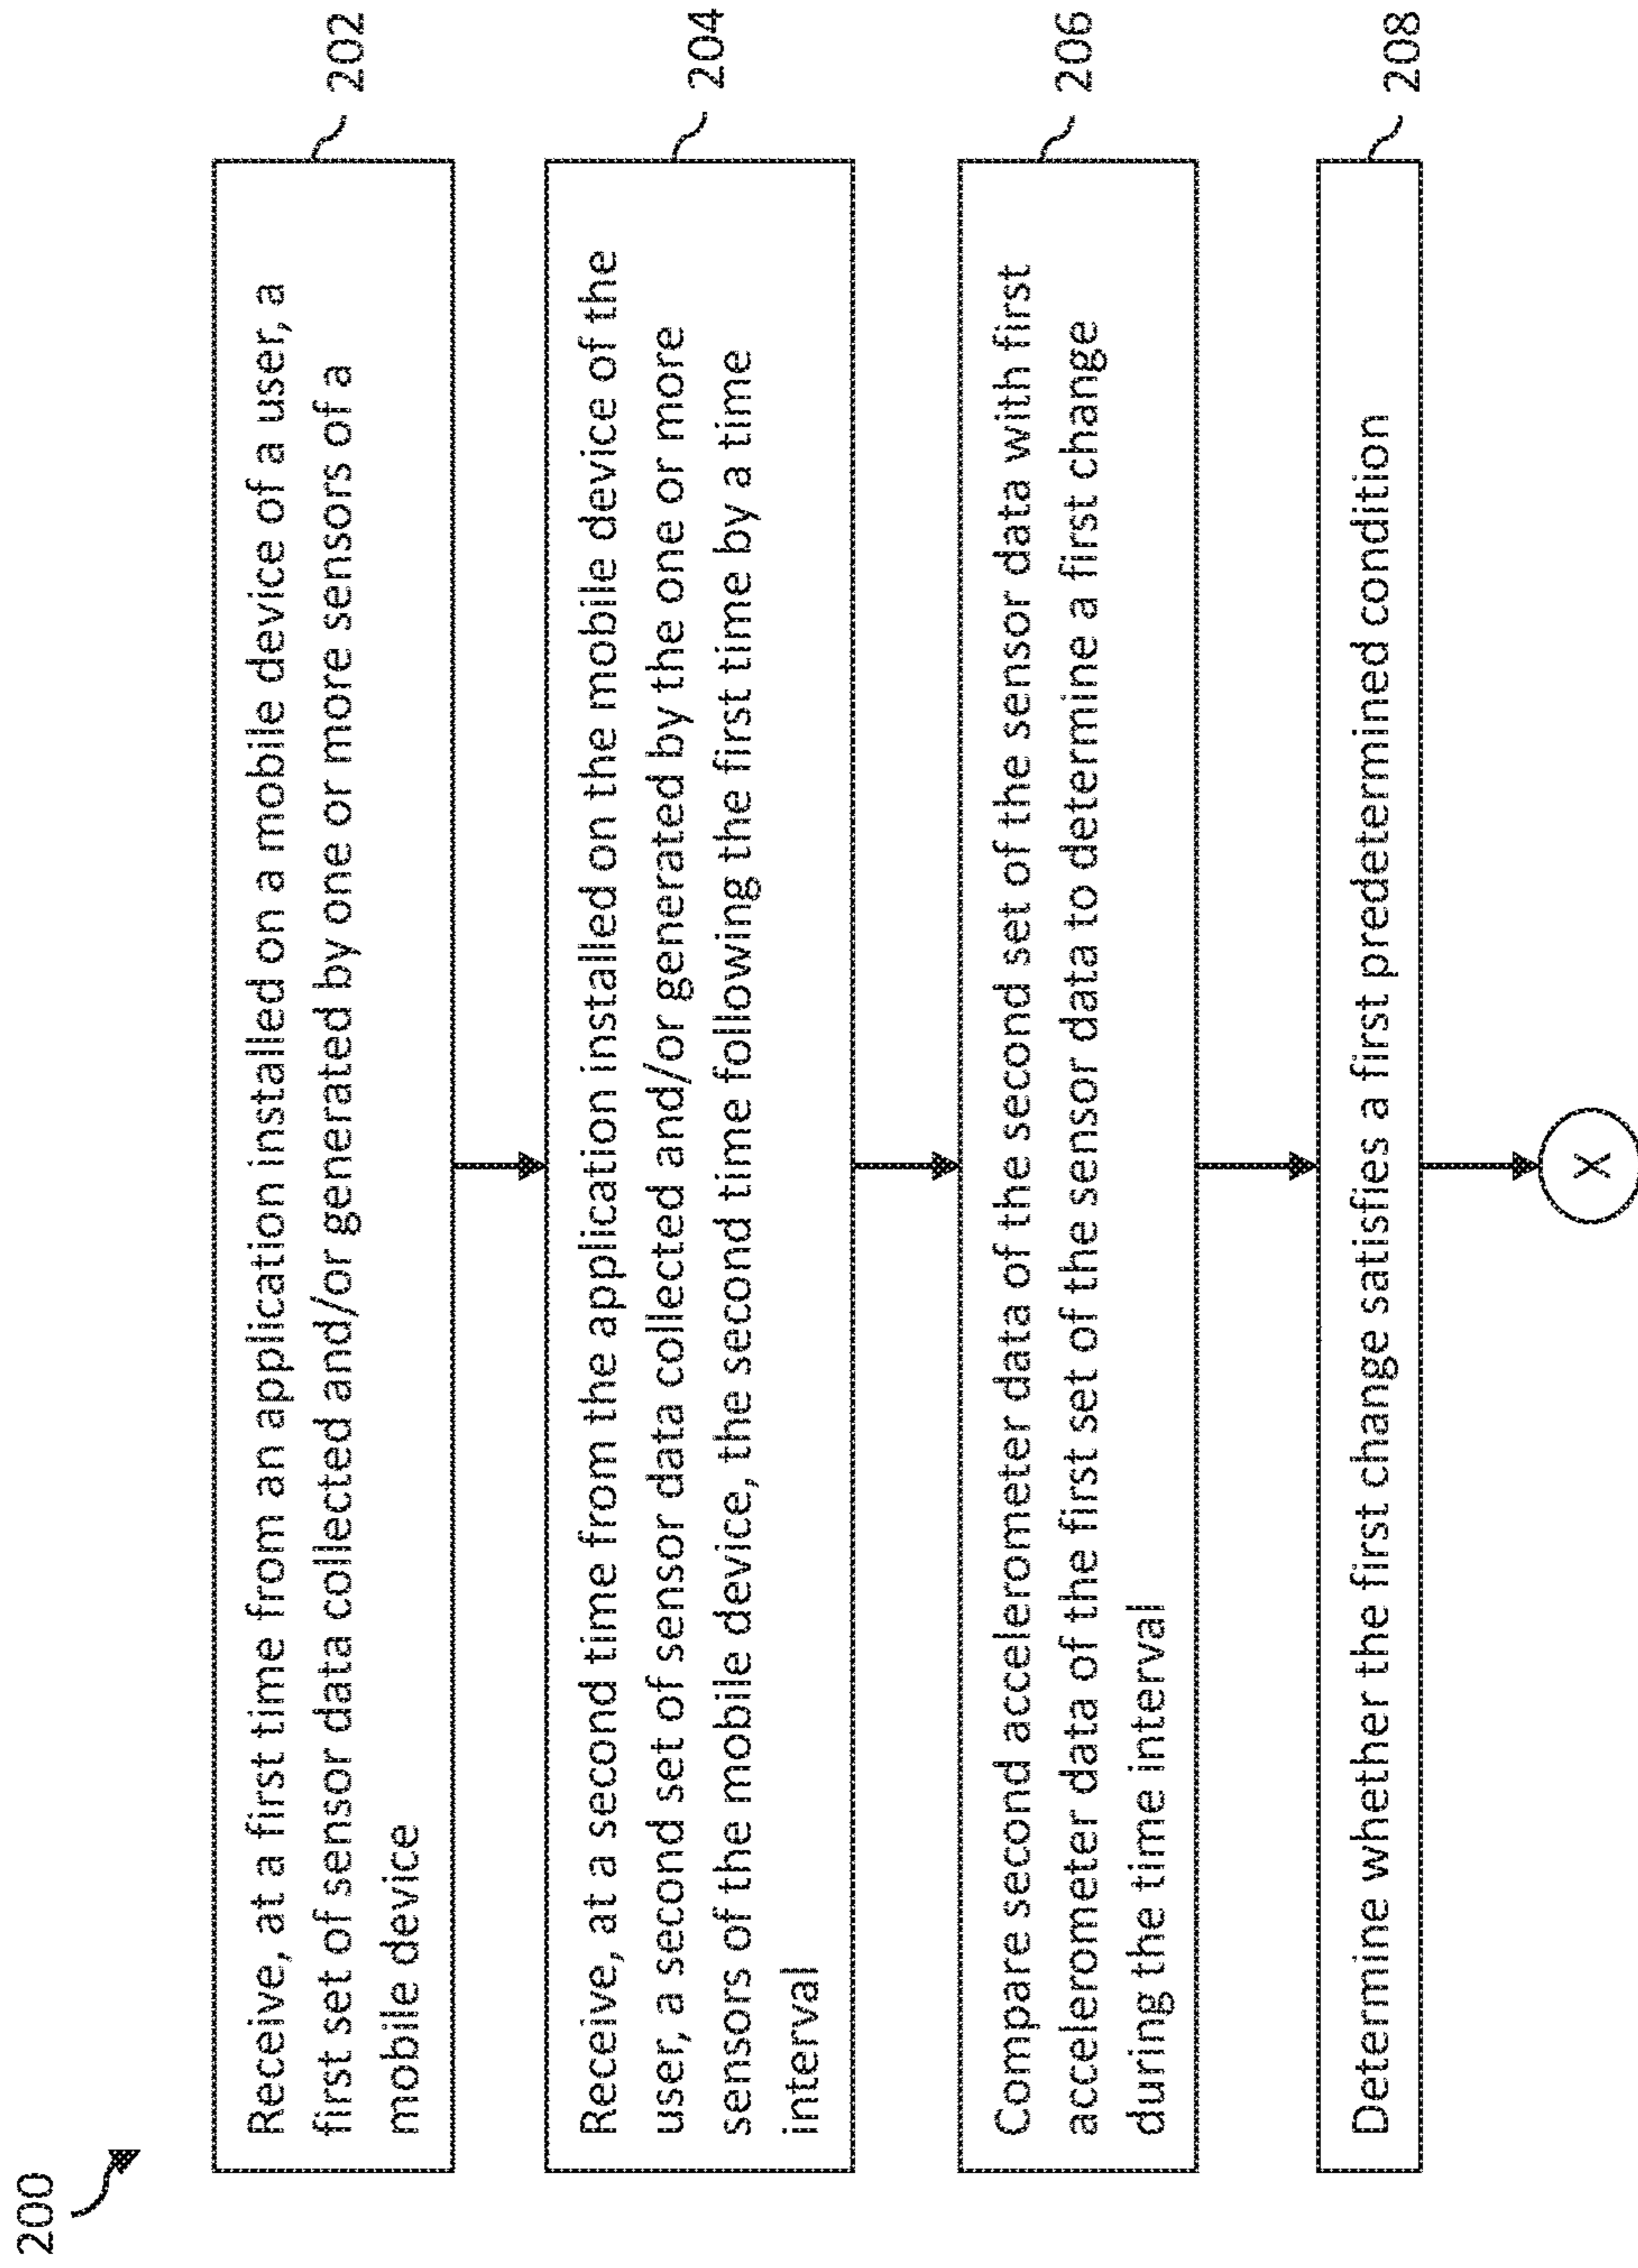 200
Receive, at a first time from an application installed on a mobile device of a user, a
first set of sensor data collected and/or generated by one or more sensors of a
mobile device
202
Receive, at a second time from the application installed on the mobile device of the
user, a second set of sensor data collected and/or generated by the one or more
sensors of the mobile device, the second time following the first time by a time
interval
204
Compare second accelerometer data of the second set of the sensor data with first
accelerometer data of the first set of the sensor data to determine a first change
during the time interval
206
Determine whether the first change satisfies a first predetermined condition
208
X